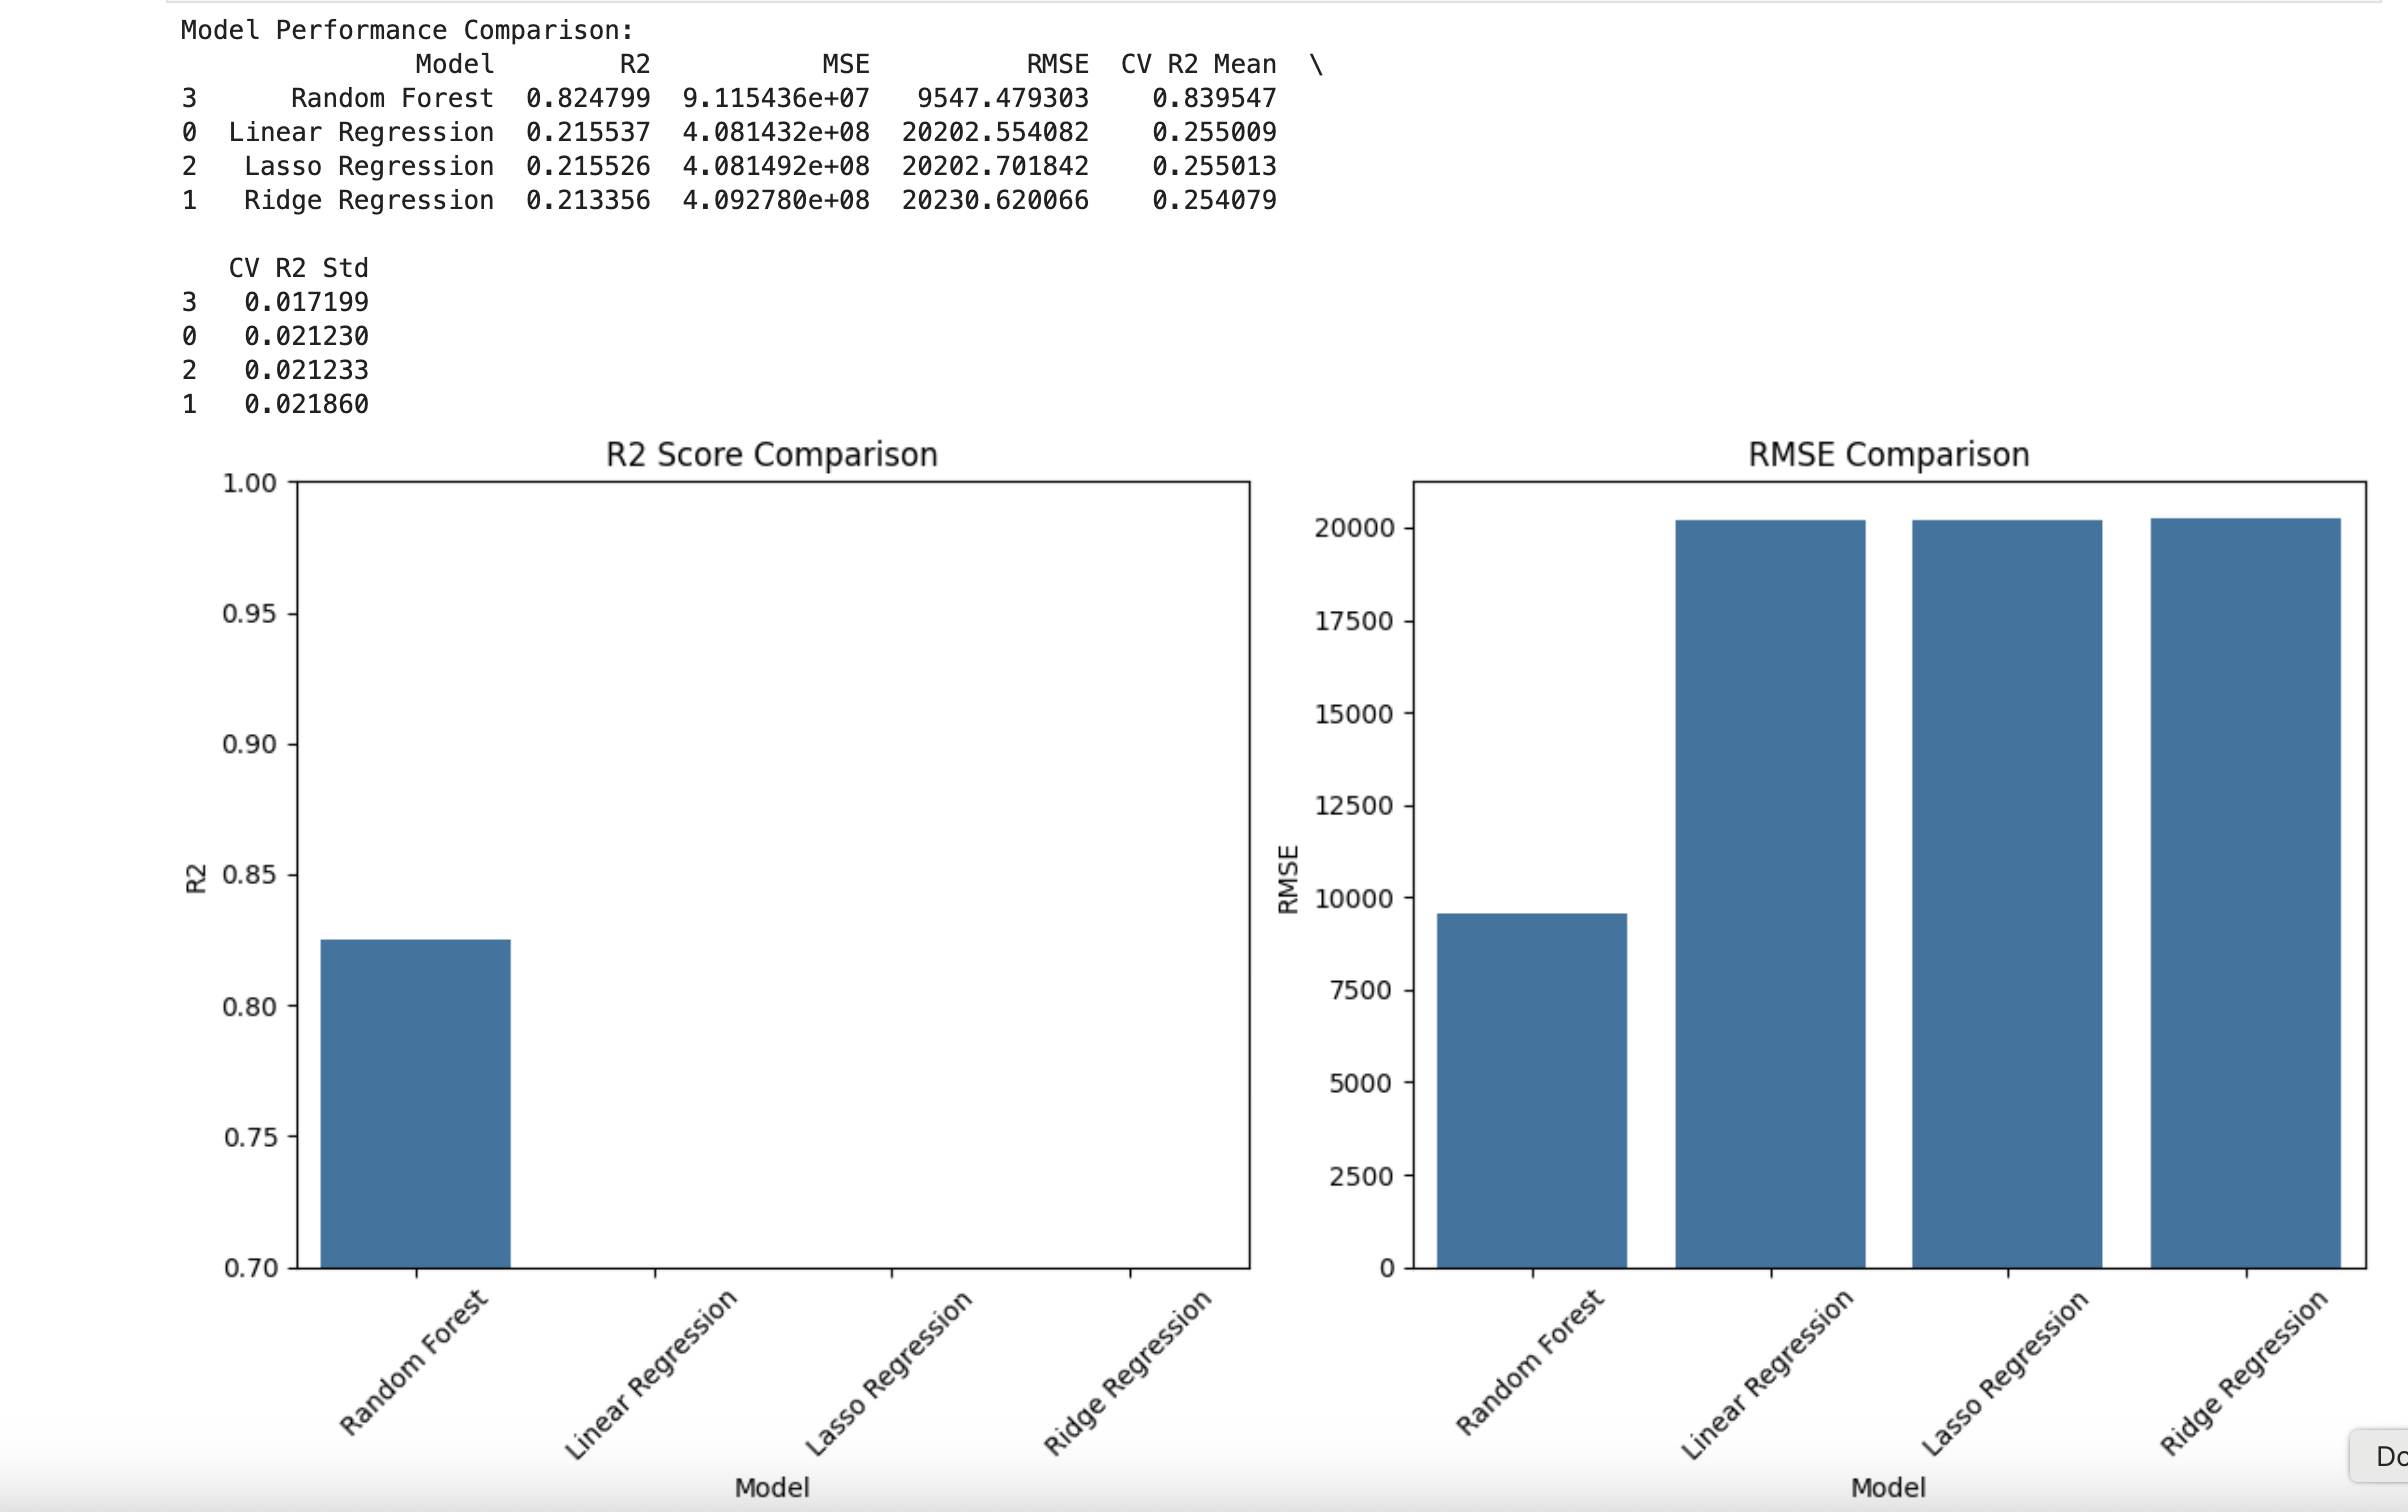 Model Performance Comparison:
Model R2 MSE RMSE CV R2 Mean \
3 Random Forest 0.824799 9.115436e+07 9547.479303 0.839547
0 Linear Regression 0.215537 4.081432e+08 20202.554082 0.255009
2 Lasso Regression 0.215526 4.081492e+08 20202.701842 0.255013
1 Ridge Regression 0.213356 4.092780e+08 20230.620066 0.254079
CV R2 Std
3 0.017199
0 0.021230
2 0.021233
1 0.021860
R2 Score Comparison
1.00
0.95
0.90
0.85
0.80
0.75
0.70
R2
Random Forest
Linear Regression
Lasso Regression
Ridge Regression
Model
RMSE Comparison
20000
17500
15000
12500
10000
7500
5000
2500
0
RMSE
Random Forest
Linear Regression
Lasso Regression
Ridge Regression
Model